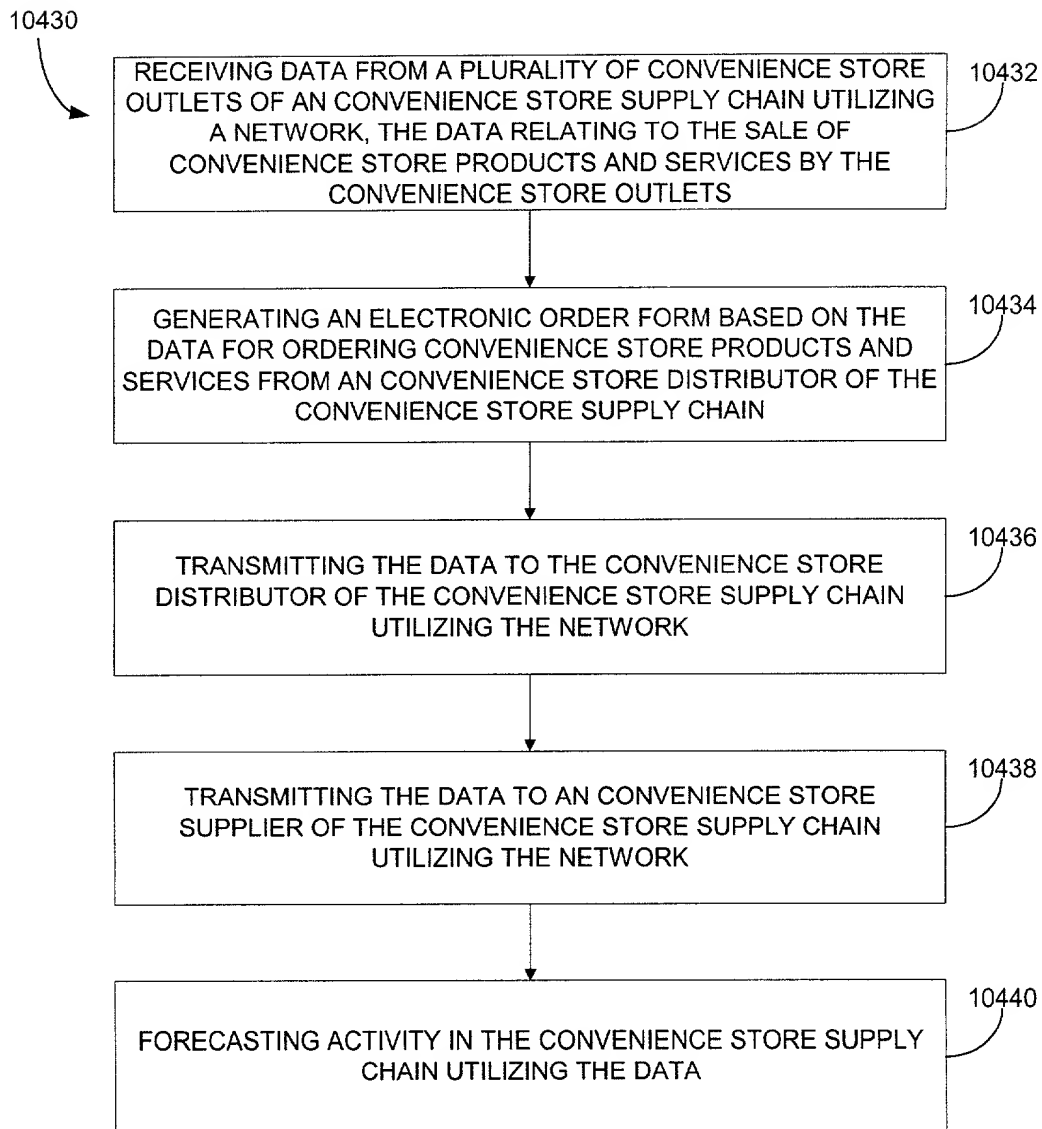 10430
RECEIVING DATA FROM A PLURALITY OF CONVENIENCE STORE
OUTLETS OF AN CONVENIENCE STORE SUPPLY CHAIN UTILIZING
A NETWORK, THE DATA RELATING TO THE SALE OF
CONVENIENCE STORE PRODUCTS AND SERVICES BY THE
CONVENIENCE STORE OUTLETS
10432
GENERATING AN ELECTRONIC ORDER FORM BASED ON THE
DATA FOR ORDERING CONVENIENCE STORE PRODUCTS AND
SERVICES FROM AN CONVENIENCE STORE DISTRIBUTOR OF THE
CONVENIENCE STORE SUPPLY CHAIN
10434
TRANSMITTING THE DATA TO THE CONVENIENCE STORE
DISTRIBUTOR OF THE CONVENIENCE STORE SUPPLY CHAIN
UTILIZING THE NETWORK
10436
TRANSMITTING THE DATA TO AN CONVENIENCE STORE
SUPPLIER OF THE CONVENIENCE STORE SUPPLY CHAIN
UTILIZING THE NETWORK
10438
FORECASTING ACTIVITY IN THE CONVENIENCE STORE SUPPLY
CHAIN UTILIZING THE DATA
10440